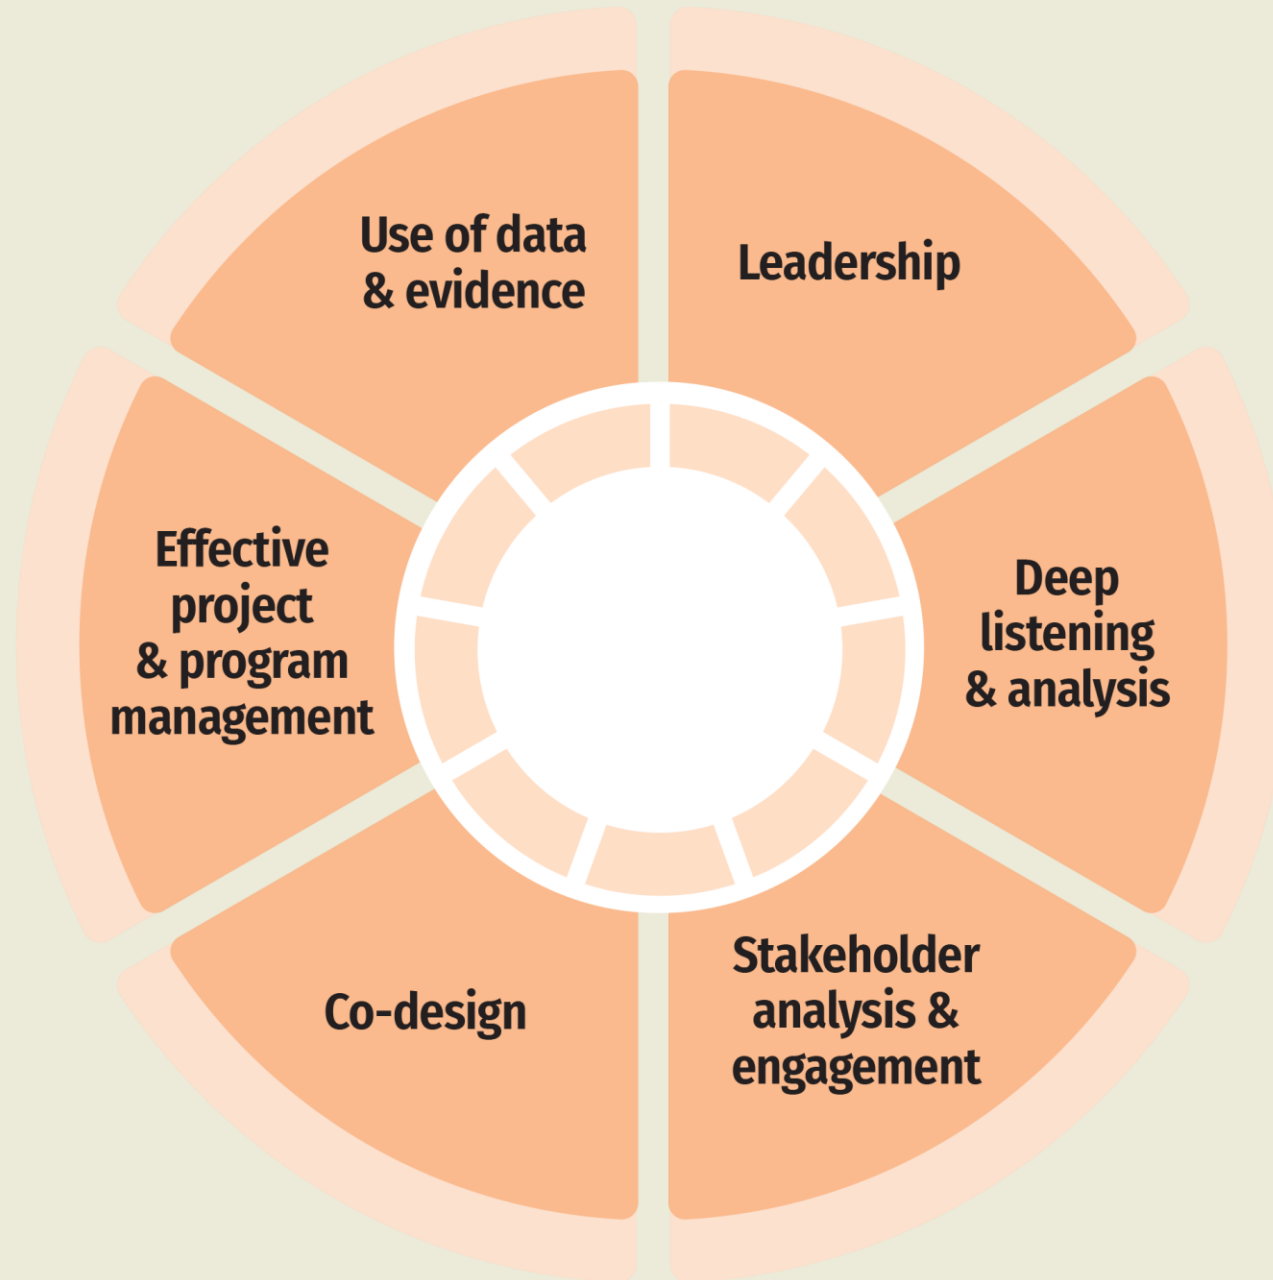 Use of data
& evidence
Leadership
Deep
listening
& analysis
Stakeholder
analysis &
engagement
Co-design
Effective
project
& program
management